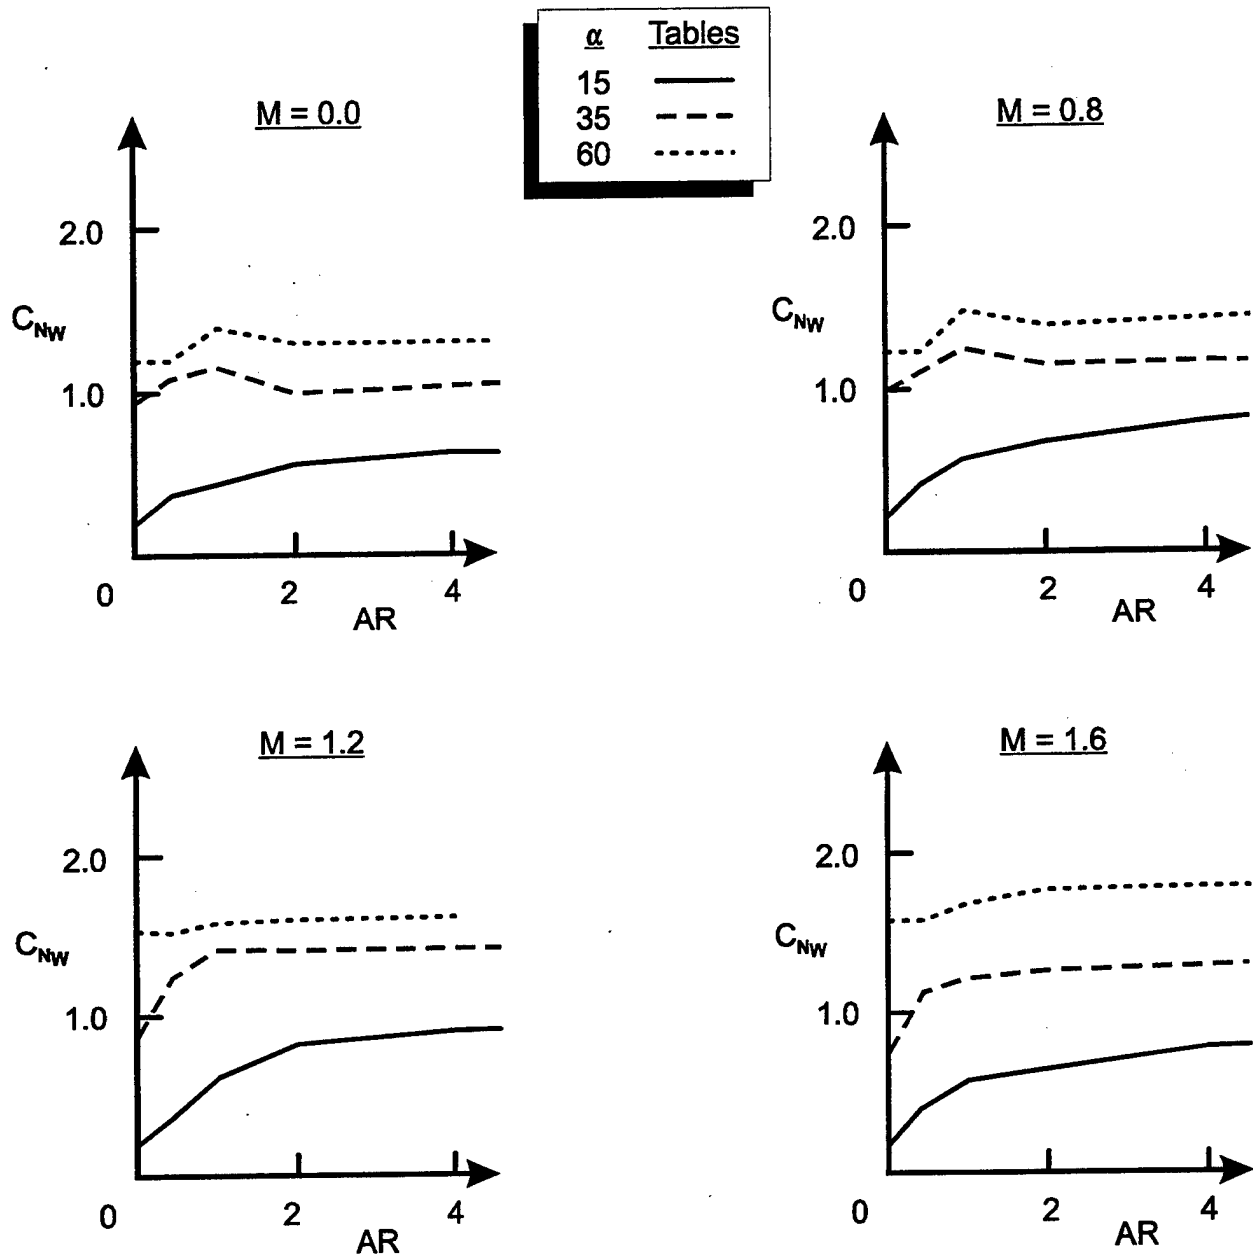 α Tables
15
35
60
M = 0.0
2.0
1.0
C_NW
0 2 4
AR
M = 0.8
2.0
1.0
C_NW
0 2 4
AR
M = 1.2
2.0
1.0
C_NW
0 2 4
AR
M = 1.6
2.0
1.0
C_NW
0 2 4
AR